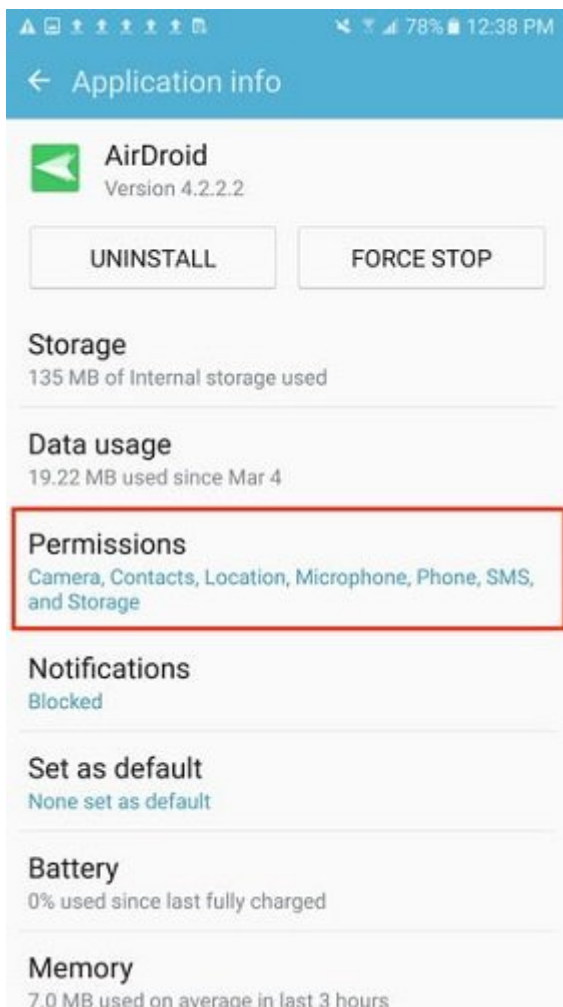 78% 12:38 PM
Application info
AirDroid
Version 4.2.2.2
UNINSTALL
FORCE STOP
Storage
135 MB of Internal storage used
Data usage
19.22 MB used since Mar 4
Permissions
Camera, Contacts, Location, Microphone, Phone, SMS,
and Storage
Notifications
Blocked
Set as default
None set as default
Battery
0% used since last fully charged
Memory
7.0 MB used on average in last 3 hours